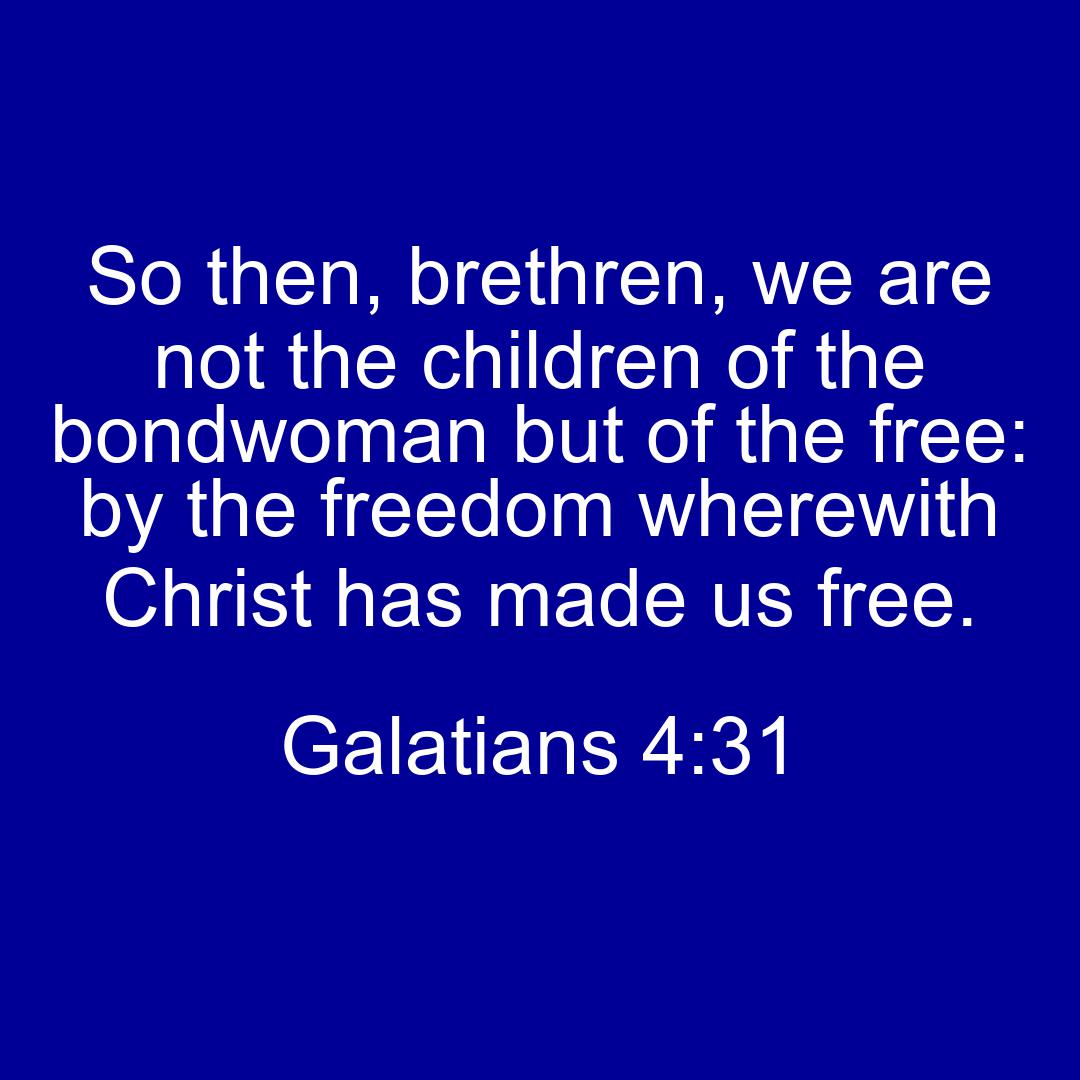 So then, brethren, we are
not the children of the
bondwoman but of the free:
by the freedom wherewith
Christ has made us free.
Galatians 4:31